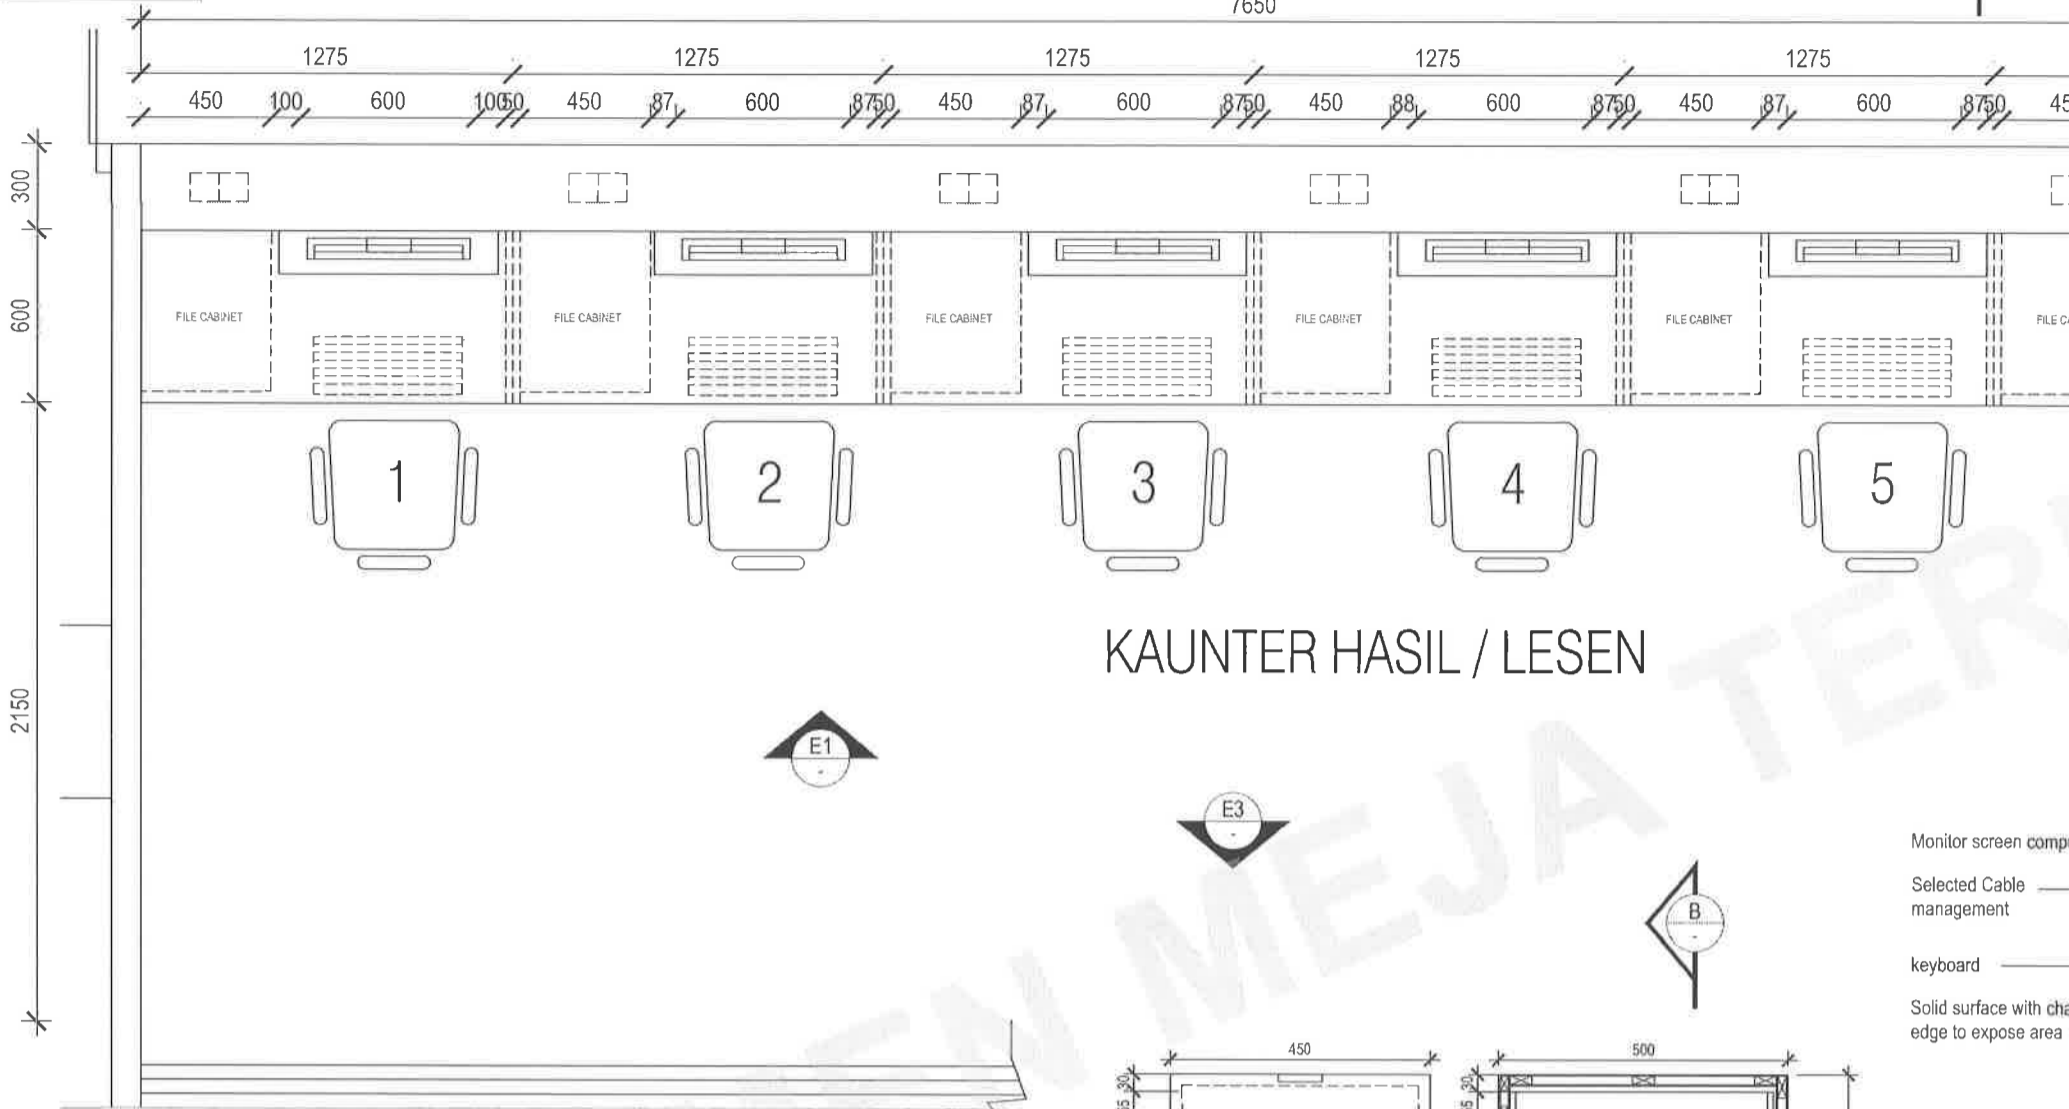 7650
1275 1275 1275 1275 1275
450 100 600 100 50 450 87 600 87 50 450 87 600 87 50 450 88 600 87 50 450 87 600 87 50
300
FILE CABINET FILE CABINET FILE CABINET FILE CABINET FILE CABINET
600
1 2 3 4 5
KAUNTER HASIL / LESEN
2150
E1
-
E3
-
B
-
Monitor screen
Selected Cable
management
keyboard
Solid surface with
edge to expose area
450 500
30 30
MEJA